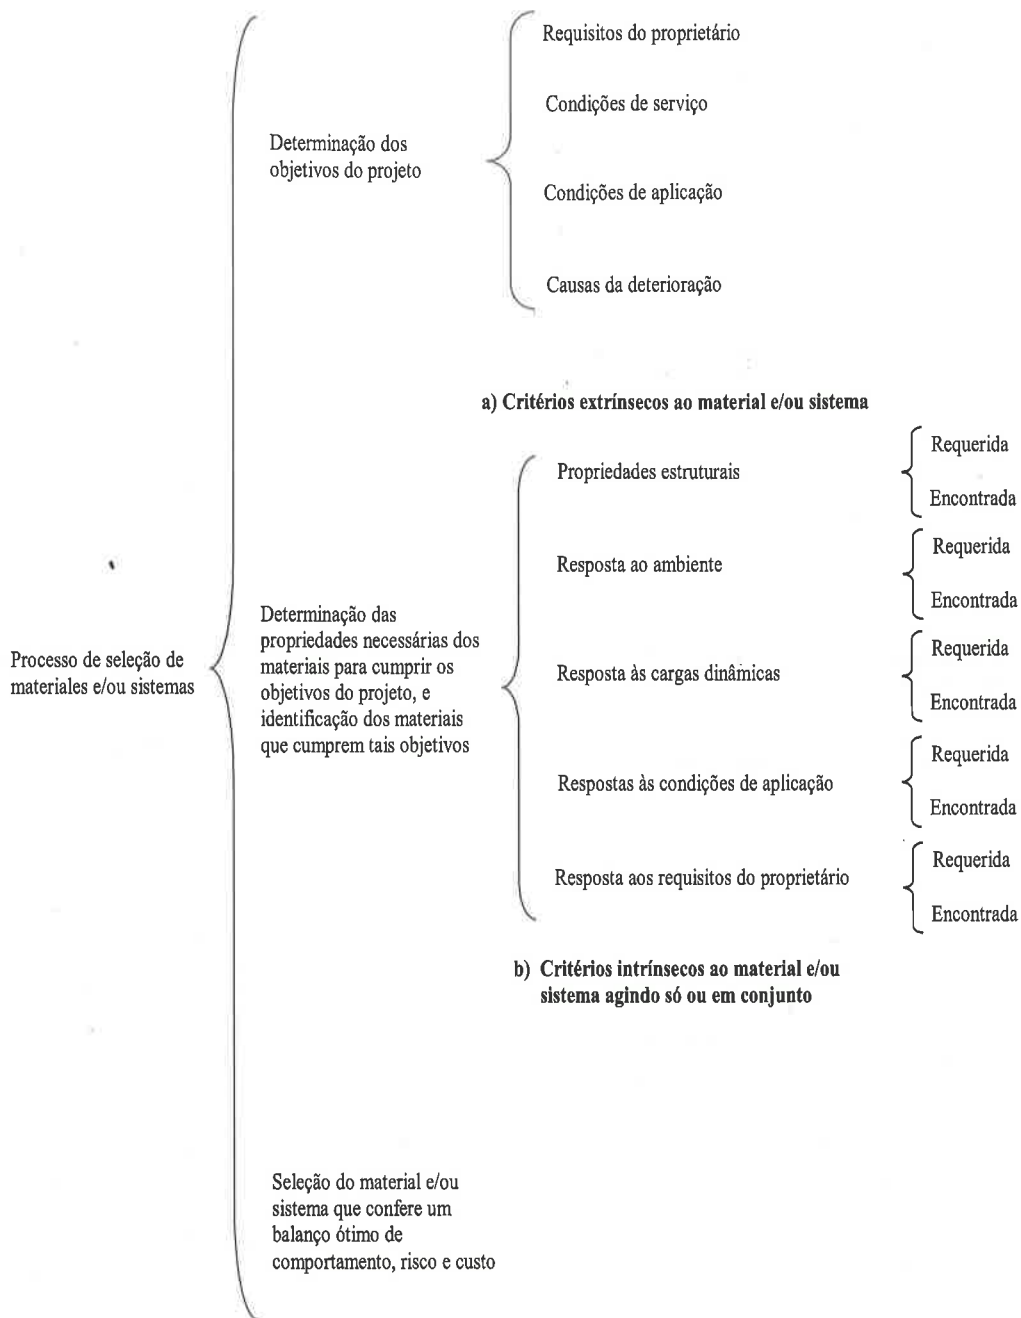 Requisitos do proprietário
Condições de serviço
Determinação dos
objetivos do projeto
Condições de aplicação
Causas da deterioração
a) Critérios extrínsecos ao material e/ou sistema
Propriedades estruturais
Requerida
Encontrada
Resposta ao ambiente
Requerida
Encontrada
Processo de seleção de
materiales e/ou sistemas
Determinação das
propriedades necessárias dos
materiais para cumprir os
objetivos do projeto, e
identificação dos materiais
que cumprem tais objetivos
Resposta às cargas dinâmicas
Requerida
Encontrada
Respostas às condições de aplicação
Requerida
Encontrada
Resposta aos requisitos do proprietário
Requerida
Encontrada
b) Critérios intrínsecos ao material e/ou
sistema agindo só ou em conjunto
Seleção do material e/ou
sistema que confere um
balanço ótimo de
comportamento, risco e custo